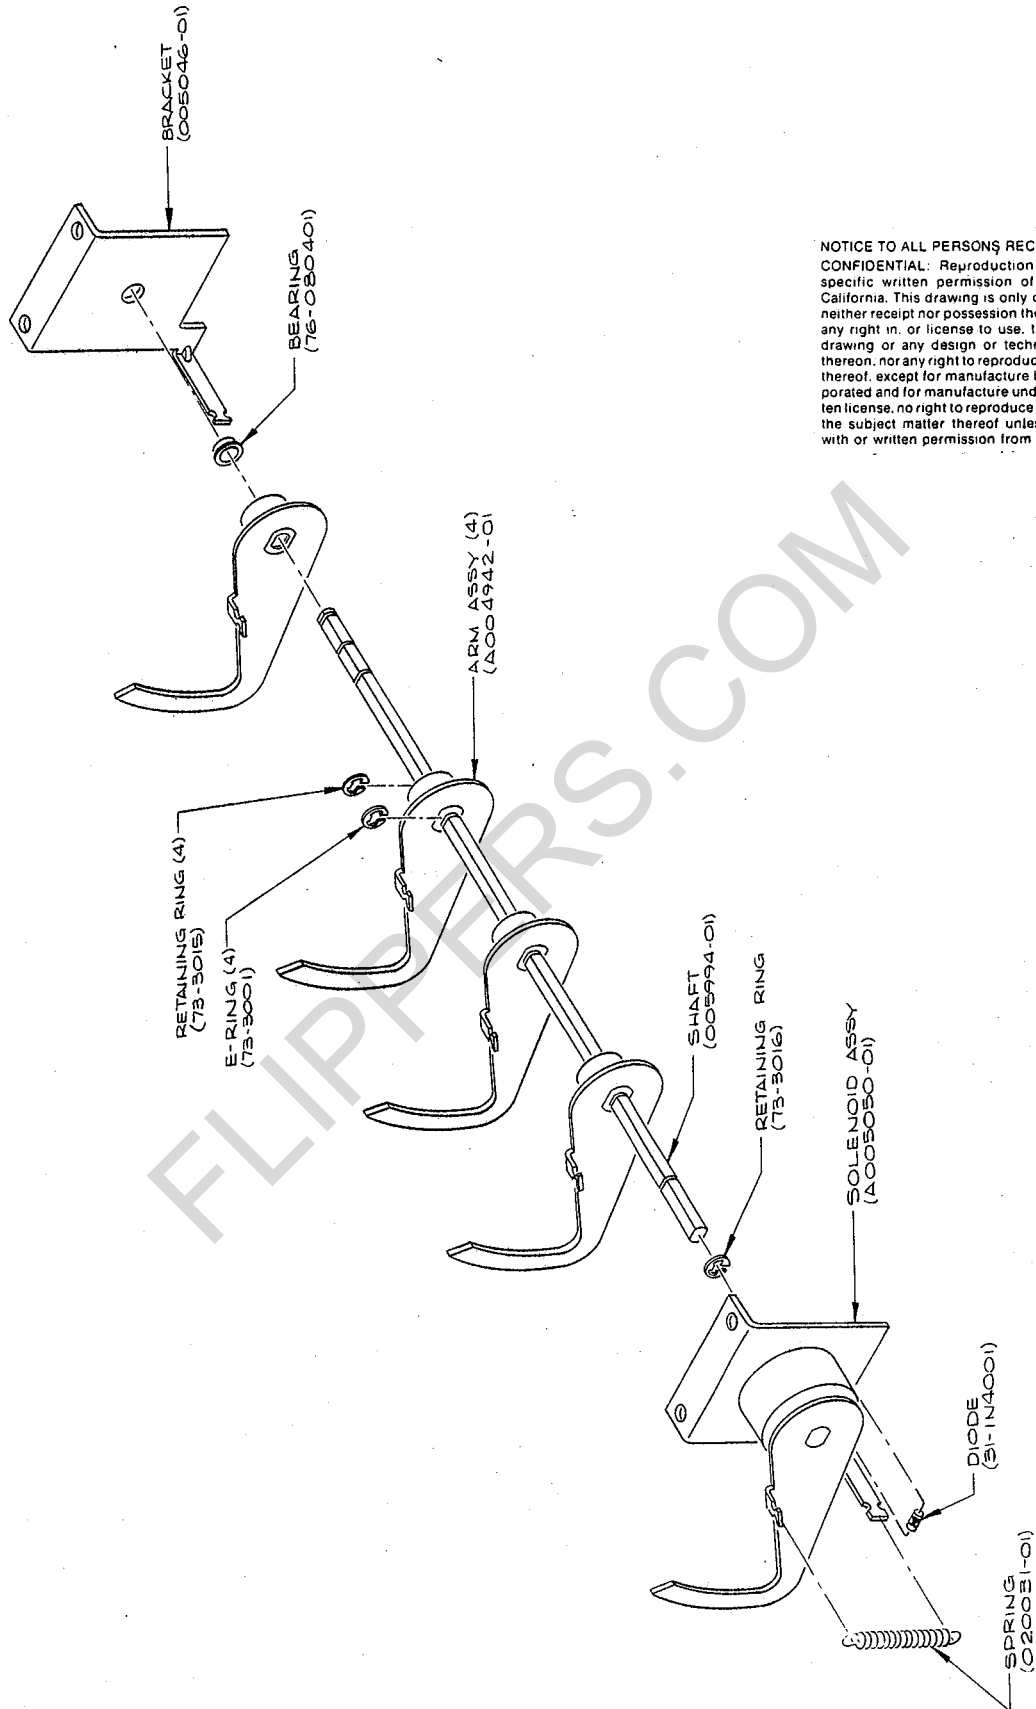 BRACKET
(005046-01)
BEARING
(76-080401)
NOTICE TO ALL PERSONS REC
CONFIDENTIAL: Reproduction
specific written permission of
California. This drawing is only
neither receipt nor possession the
any right in. or license to use. t
drawing or any design or tech
thereon. nor any right to reproduc
thereof. except for manufacture
porated and for manufacture und
ten license. no right to reproduce
the subject matter thereof unle
with or written permission from
ARM ASSY (4)
(A004942-01
RETAINING RING (4)
(73-3015)
E-RING (4)
(73-3001)
SHAFT
(005994-01)
RETAINING RING
(73-3016)
SOLENOID ASSY
(A005050-01)
DIODE
(31-1N4001)
SPRING
(020031-01)
FLIPPERS.COM